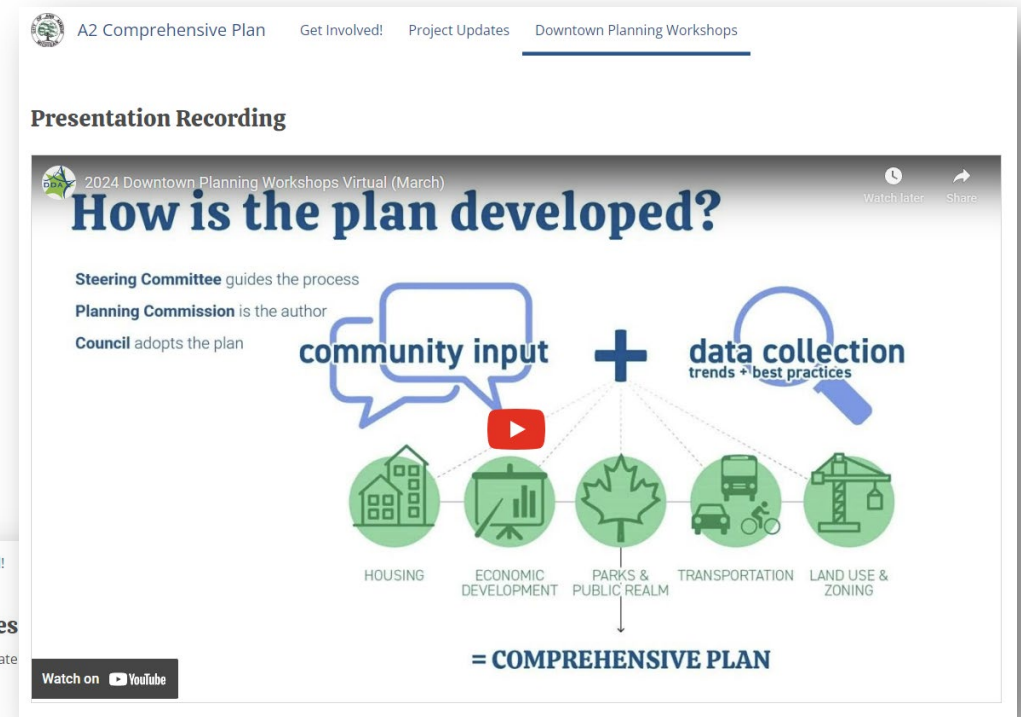 A2 Comprehensive Plan Get Involved! Project Updates Downtown Planning Workshops
Presentation Recording
DDA 2024 Downtown Planning Workshops Virtual (March)
Watch later Share
How is the plan developed?
Steering Committee guides the process
Planning Commission is the author
Council adopts the plan
community input
+
data collection
trends + best practices
HOUSING
ECONOMIC
DEVELOPMENT
PARKS &
PUBLIC REALM
TRANSPORTATION
LAND USE &
ZONING
= COMPREHENSIVE PLAN
Watch on YouTube